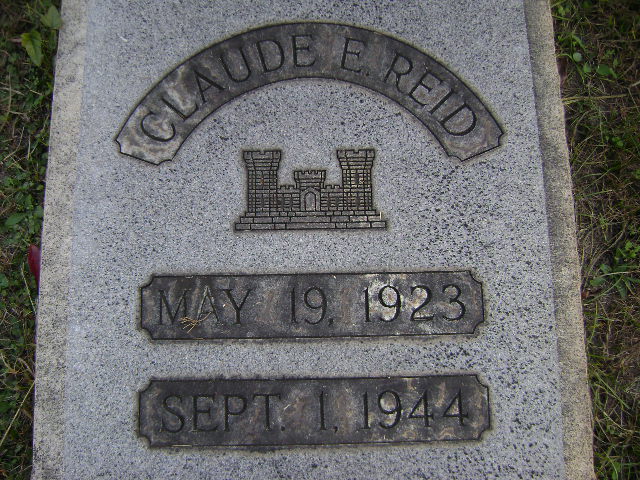 CLAUDE E. REID
MAY 19, 1923
SEPT. 1, 1944